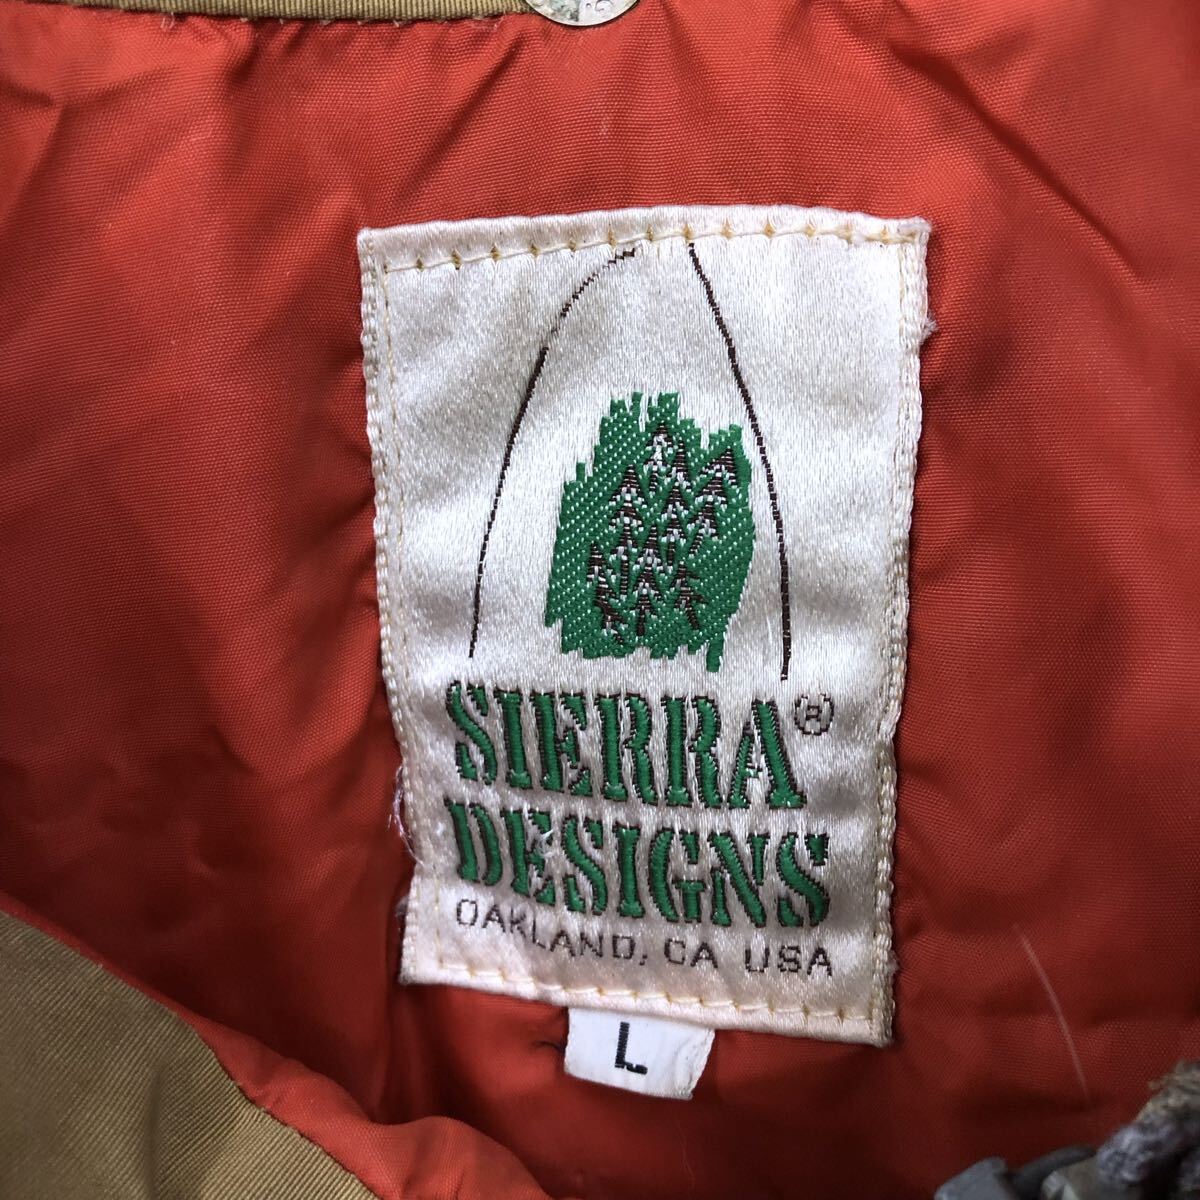 SIERRA®
DESIGNS
OAKLAND, CA USA
L